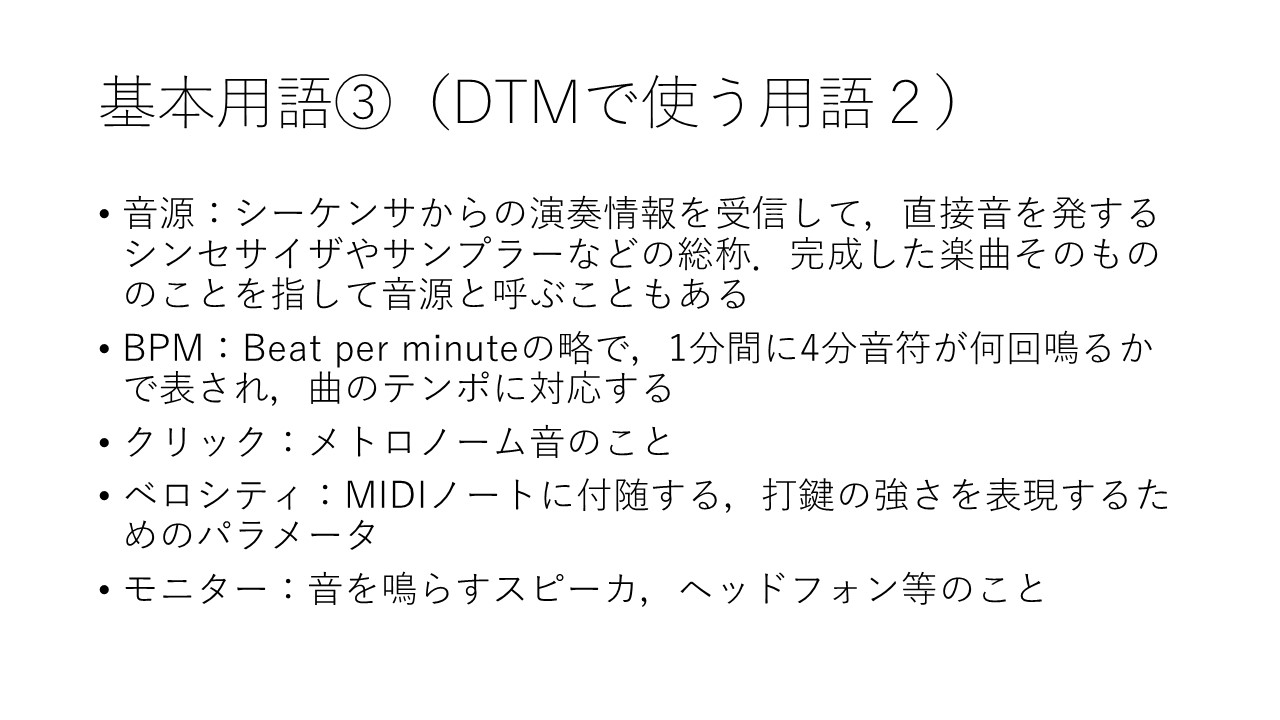 基本用語③（DTMで使う用語２）
• 音源：シーケンサからの演奏情報を受信して，直接音を発する
シンセサイザやサンプラーなどの総称．完成した楽曲そのもの
のことを指して音源と呼ぶこともある
• BPM：Beat per minuteの略で，1分間に4分音符が何回鳴るか
で表され，曲のテンポに対応する
• クリック：メトロノーム音のこと
• ベロシティ：MIDIノートに付随する，打鍵の強さを表現するた
めのパラメータ
• モニター：音を鳴らすスピーカ，ヘッドフォン等のこと